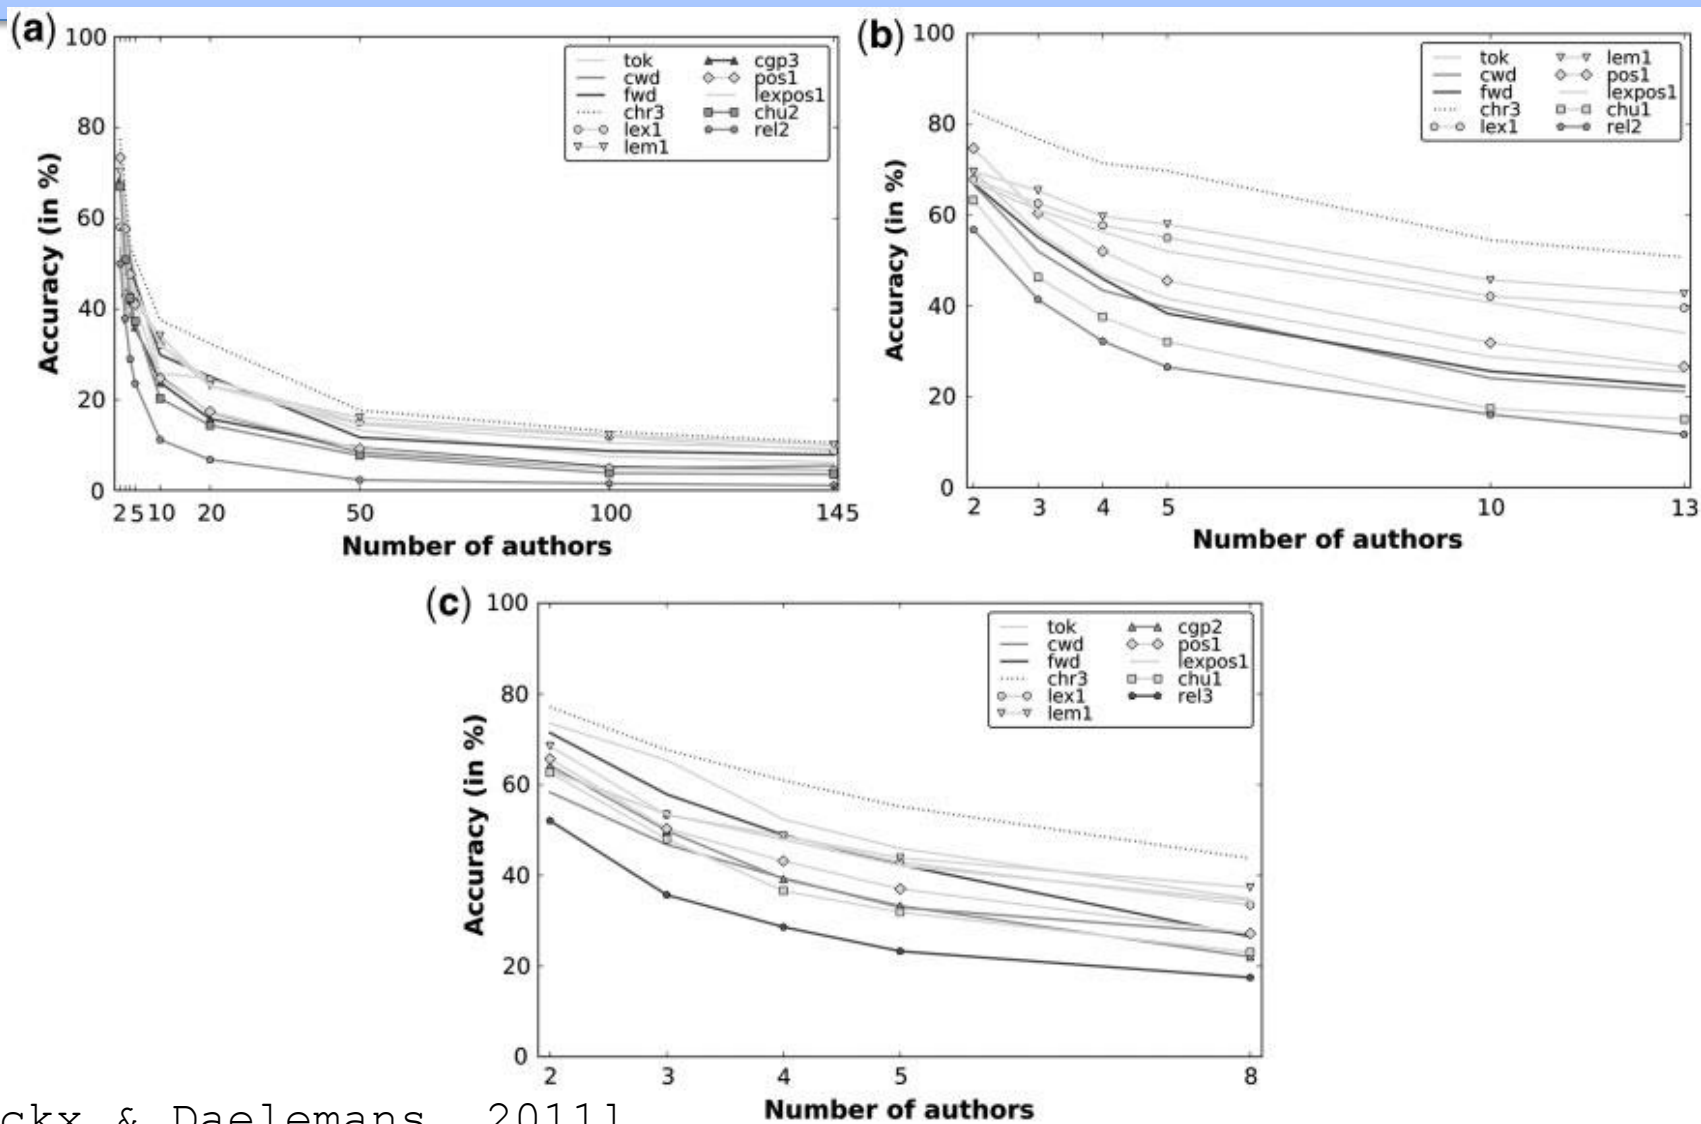 (a)
100
80
60
40
20
0
Accuracy (in %)
tok
cwd
fwd
chr3
lex1
lem1
cgp3
pos1
lexpos1
chu2
rel2
2 5 10 20 50 100 145
Number of authors
(b)
100
80
60
40
20
0
Accuracy (in %)
tok
cwd
fwd
chr3
lex1
lem1
pos1
lexpos1
chu1
rel2
2 3 4 5 10 13
Number of authors
(c)
100
80
60
40
20
0
Accuracy (in %)
tok
cwd
fwd
chr3
lex1
lem1
cgp2
pos1
lexpos1
chu1
rel3
2 3 4 5 8
Number of authors
ckx & Daelemans 2011]